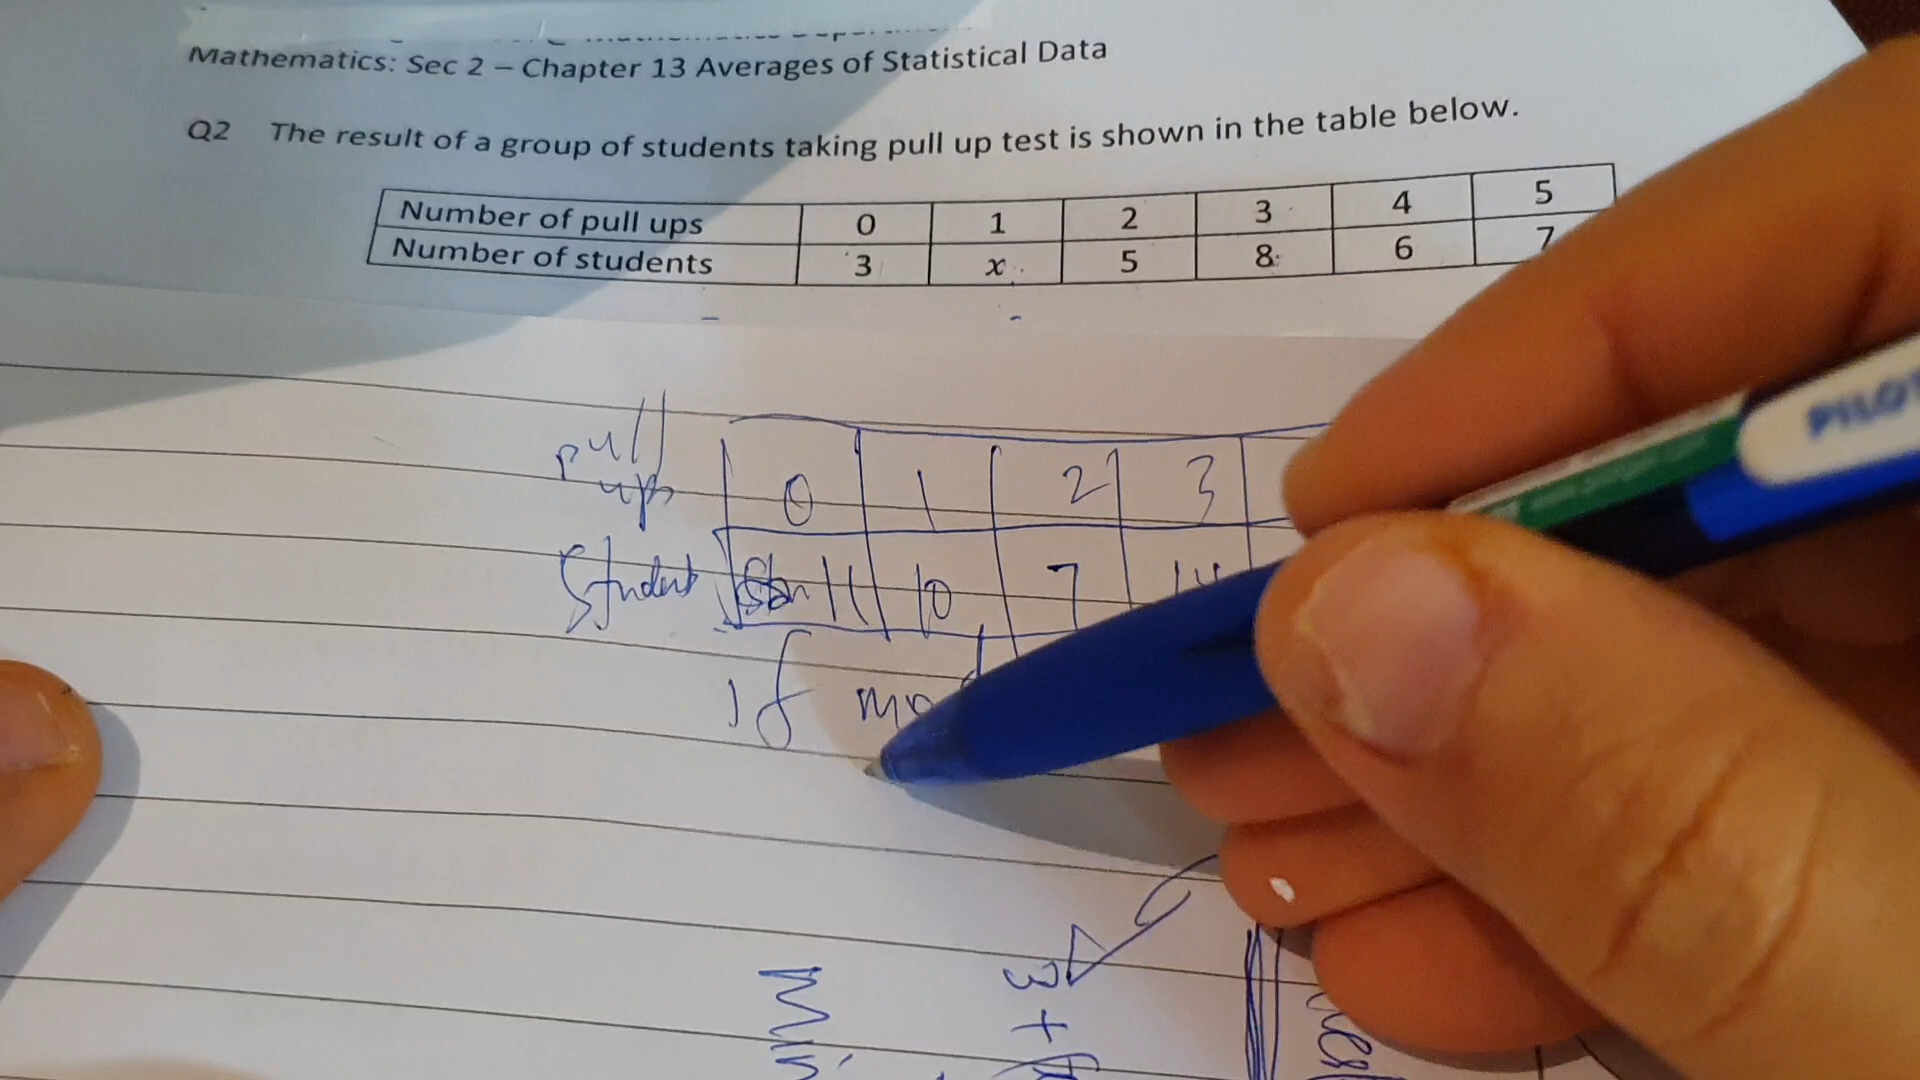 Mathematics: Sec 2 – Chapter 13 Averages of Statistical Data
Q2 The result of a group of students taking pull up test is shown in the table below.
Number of pull ups 0 1 2 3 4 5
Number of students 3 x 5 8 6 7
pull
ups 0 1 2 3
Student 11 10 7 14
If
3 +
PILOT